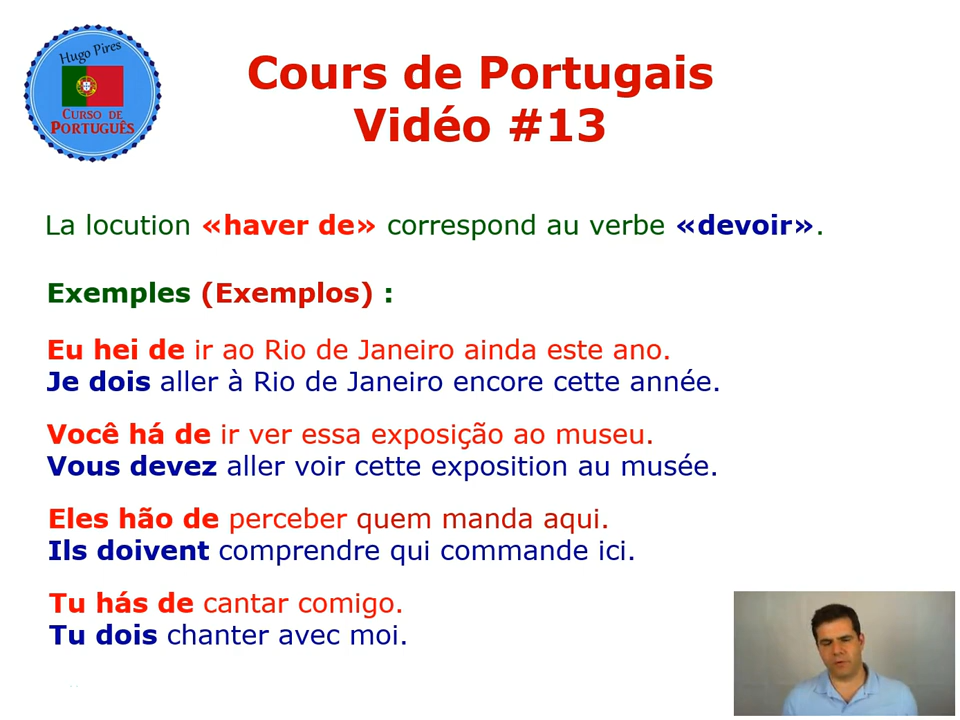 Hugo Pires
CURSO DE
PORTUGUÊS
Cours de Portugais
Vidéo #13
La locution «haver de» correspond au verbe «devoir».
Exemples (Exemplos) :
Eu hei de ir ao Rio de Janeiro ainda este ano.
Je dois aller à Rio de Janeiro encore cette année.
Você há de ir ver essa exposição ao museu.
Vous devez aller voir cette exposition au musée.
Eles hão de perceber quem manda aqui.
Ils doivent comprendre qui commande ici.
Tu hás de cantar comigo.
Tu dois chanter avec moi.